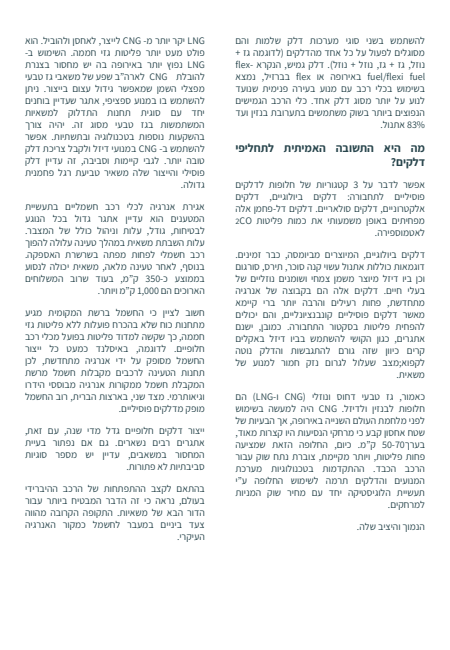 להשתמש בשני סוגי מערכות דלק שלמות והם
מסוגלים לפעול על כל אחד מהדלקים (לדוגמה גז +
נוזל, גז + גז, נוזל + נוזל). דלק גמיש, הנקרא flex-
fuel/flexi fuel באירופה או flex בברזיל, נמצא
בשימוש בכלי רכב עם מנוע בעירה פנימית שנועד
לנוע על יותר מסוג דלק אחד. כלי הרכב הגמישים
הנפוצים ביותר בשוק משתמשים בתערובת בנזין ועד
83% אתנול.
מה היא התשובה האמיתית לתחליפי
דלקים?
אפשר לדבר על 3 קטגוריות של חלופות לדלקים
פוסיליים לתחבורה: דלקים ביולוגיים, דלקים
אלקטרוניים, דלקים סולאריים. דלקים דל-פחמן אלה
מפחיתים באופן משמעותי את כמות פליטות CO2
לאטמוספירה.
דלקים ביולוגיים, המיוצרים מביומסה, כבר זמינים.
דוגמאות כוללות אתנול עשוי קנה סוכר, תירס, סורגום
וכן ביו דיזל מיוצר משמן צמחי ושומנים נוזליים של
בעלי חיים. דלקים אלה הם בקבוצה של אנרגיה
מתחדשת, פחות רעילים והרבה יותר ברי קיימא
מאשר דלקים פוסיליים קונבנציונליים, והם יכולים
להפחית פליטות בסקטור התחבורה. כמובן, ישנם
אתגרים, כגון הקושי להשתמש בביו דיזל באקלים
קרים כיוון שזה גורם להתגבשות והדלק נוטה
לקפוא;מצב שעלול לגרום נזק חמור למנוע של
משאית.
כאמור, גז טבעי דחוס ונוזלי (CNG ו-LNG) הם
חלופות לבנזין ולדיזל. CNG היה למעשה בשימוש
לפני מלחמת העולם השנייה באירופה, אך הבעיות של
שטח אחסון קבע כי מרחקי הנסיעות היו קצרות מאוד,
בערך 50-70 ק"מ. כיום, החלופה הזאת שמציעה
פחות פליטות, ויותר מקיימת, צוברת נתח שוק עבור
הרכב הכבד. ההתקדמות בטכנולוגיות מערכת
המנועים והדלקים תרמה לשימוש החלופה ע"י
תעשיית הלוגיסטיקה יחד עם מחיר שוק המניות
למרחקים.
הנמוך והיציב שלה.
LNG יקר יותר מ- CNG לייצר, לאחסן ולהוביל. הוא
פולט מעט יותר פליטות גזי חממה. השימוש ב-
LNG נפוץ יותר באירופה בה יש מחסור בצנרת
להובלת CNG לארה"ב שפע של משאבי גז טבעי
מפצלי השמן שמאפשר גידול עצום בייצור. ניתן
להשתמש בו במנוע ספציפי, אתגר שעדיין בוחנים
יחד עם סוגית תחנות התדלוק למשאיות
המשתמשות בגז טבעי מסוג זה. יהיה צורך
בהשקעות נוספות בטכנולוגיה ובתשתיות. אפשר
להשתמש ב- CNG במנועי דיזל ולקבל צריכת דלק
טובה יותר. לגבי קיימות וסביבה, זה עדיין דלק
פוסילי והייצור שלה משאיר טביעת רגל פחמנית
גדולה.
אגירת אנרגיה לכלי רכב חשמליים בתעשיית
המטענים הוא עדיין אתגר גדול בכל הנוגע
לבטיחות, גודל, עלות וניהול כולל של המצבר.
עלות השבתת משאית במהלך טעינה עלולה להפוך
רכב חשמלי לפחות מפתה בשרשרת האספקה.
בנוסף, לאחר טעינה מלאה, משאית יכולה לנסוע
בממוצע כ-350 ק"מ, בעוד שרוב המשלוחים
הארוכים הם 1,000 ק"מ ויותר.
חשוב לציין כי החשמל ברשת המקומית מגיע
מתחנות כוח שלא בהכרח פועלות ללא פליטות גזי
חממה, כך שקשה למדוד פליטות בפועל מכלי רכב
חלופיים. לדוגמה, באיסלנד כמעט כל ייצור
החשמל מסופק על ידי אנרגיה מתחדשת, לכן
תחנות הטעינה לרכבים מקבלות חשמל מרשת
המקבלת חשמל ממקורות אנרגיה מבוססי הידרו
וגיאותרמי. מצד שני, בארצות הברית, רוב החשמל
מופק מדלקים פוסיליים.
ייצור דלקים חלופיים גדל מדי שנה, עם זאת,
אתגרים רבים נשארים. גם אם נפתור בעיית
המחסור במשאבים, עדיין יש מספר סוגיות
סביבתיות לא פתורות.
בהתאם לקצב ההתפתחות של הרכב ההיברידי
בעולם, נראה כי זה הדבר המבטיח ביותר עבור
הדור הבא של משאיות. התקופה הקרובה מהווה
צעד ביניים במעבר לחשמל כמקור האנרגיה
העיקרי.